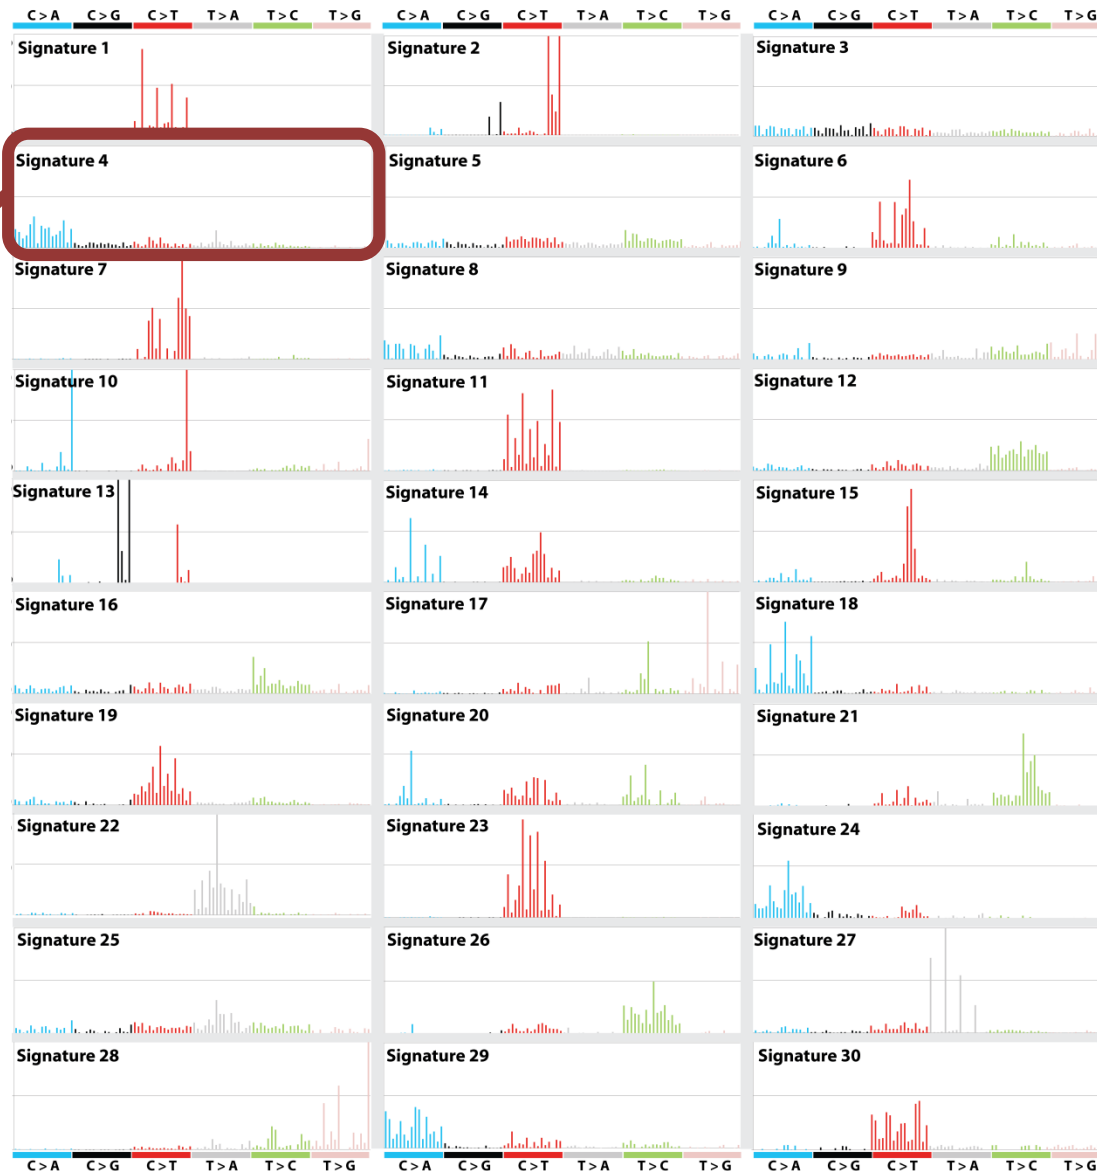 C > A C > G C > T T > A T > C T > G C > A C > G C > T T > A T > C T > G C > A C > G C > T T > A T > C T > G
Signature 1 Signature 2 Signature 3
Signature 4 Signature 5 Signature 6
Signature 7 Signature 8 Signature 9
Signature 10 Signature 11 Signature 12
Signature 13 Signature 14 Signature 15
Signature 16 Signature 17 Signature 18
Signature 19 Signature 20 Signature 21
Signature 22 Signature 23 Signature 24
Signature 25 Signature 26 Signature 27
Signature 28 Signature 29 Signature 30
C > A C > G C > T T > A T > C T > G C > A C > G C > T T > A T > C T > G C > A C > G C > T T > A T > C T > G